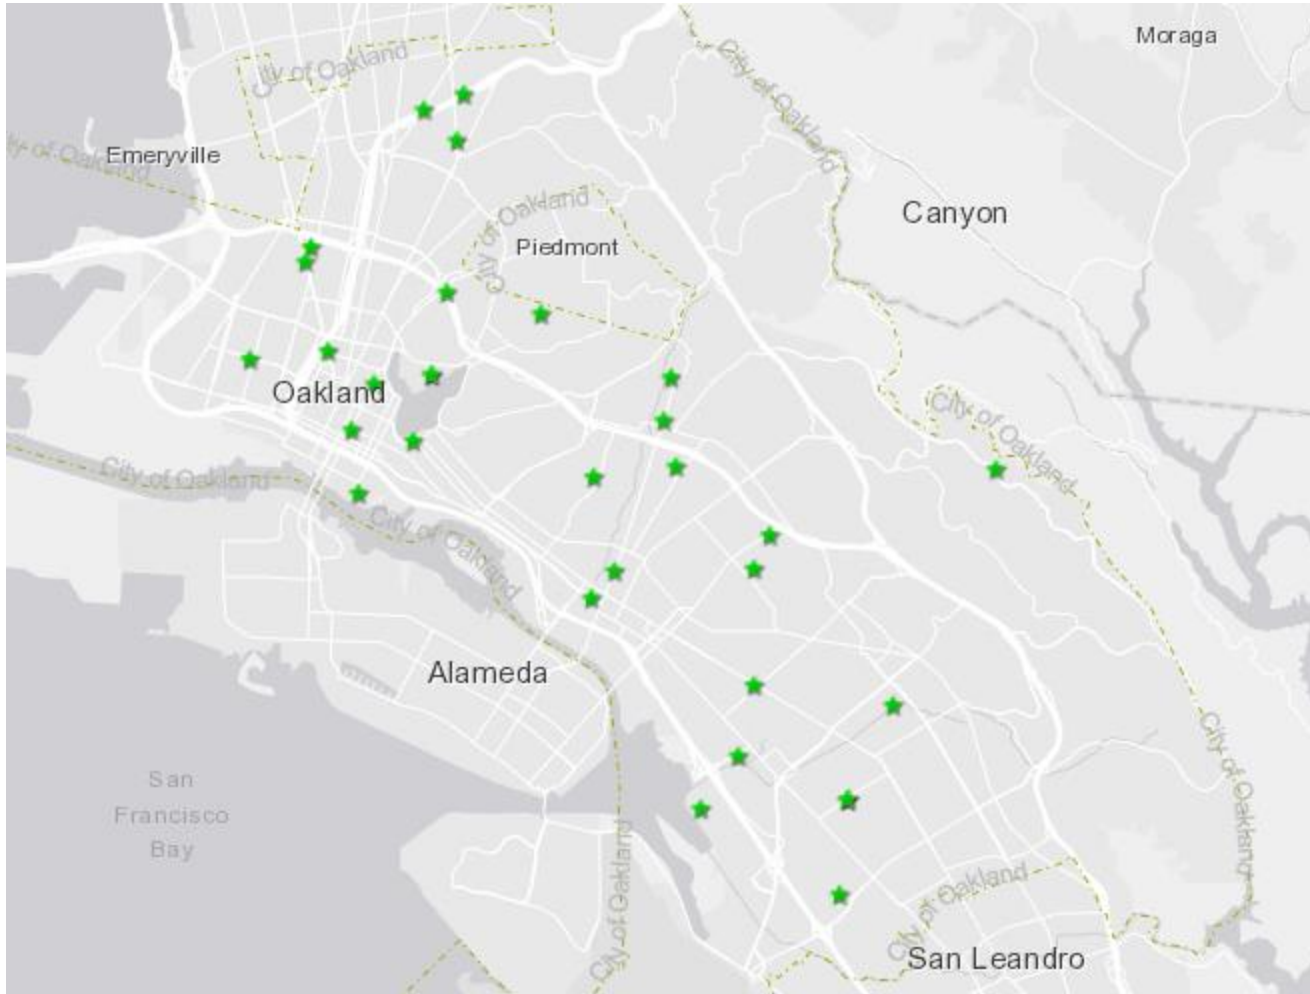 Moraga
City of Oakland
City of Oakland
Emeryville
ty of Oakland
City of Oakland
Canyon
Piedmont
City of Oakland
Oakland
City of Oakland
City of Oakland
City of Oakland
Alameda
City of Oakland
San
Francisco
Bay
City of Oakland
City of Oakland
San Leandro